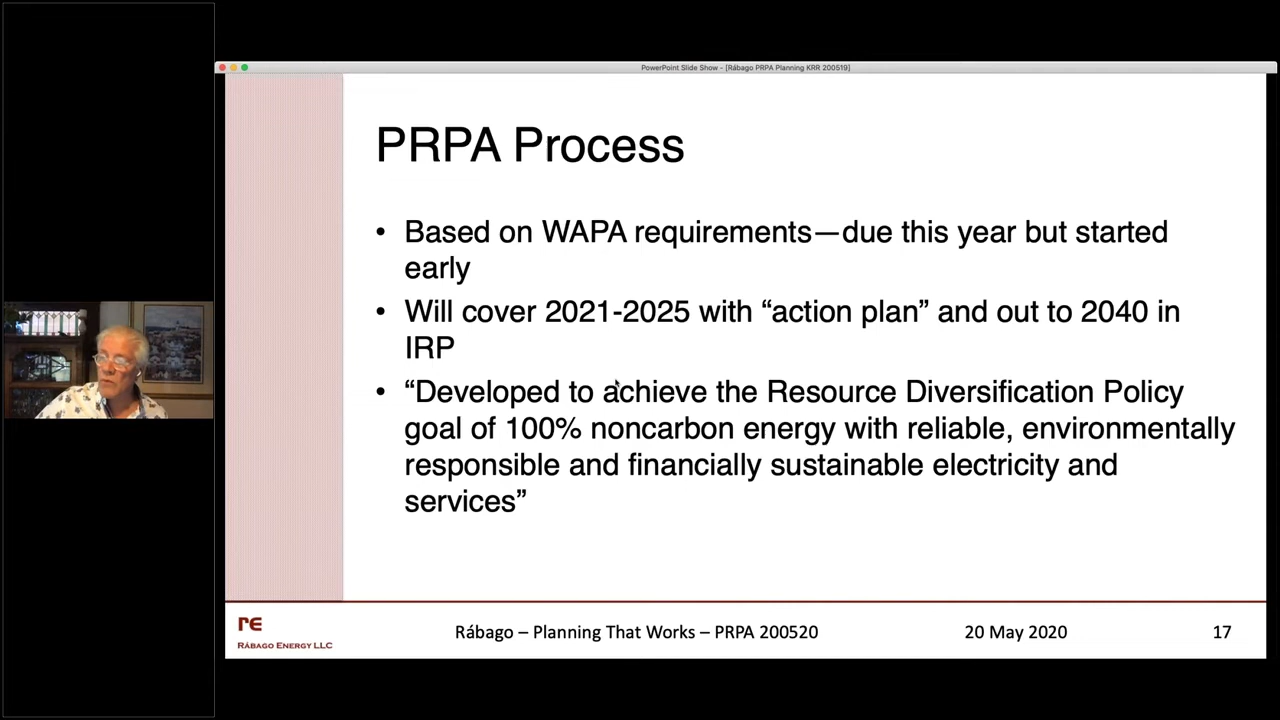 PowerPoint Slide Show - [Rábago PRPA Planning KRR 200519]
PRPA Process
• Based on WAPA requirements—due this year but started
early
• Will cover 2021-2025 with “action plan” and out to 2040 in
IRP
• “Developed to achieve the Resource Diversification Policy
goal of 100% noncarbon energy with reliable, environmentally
responsible and financially sustainable electricity and
services”
re
RÁBAGO ENERGY LLC
Rábago – Planning That Works – PRPA 200520
20 May 2020
17